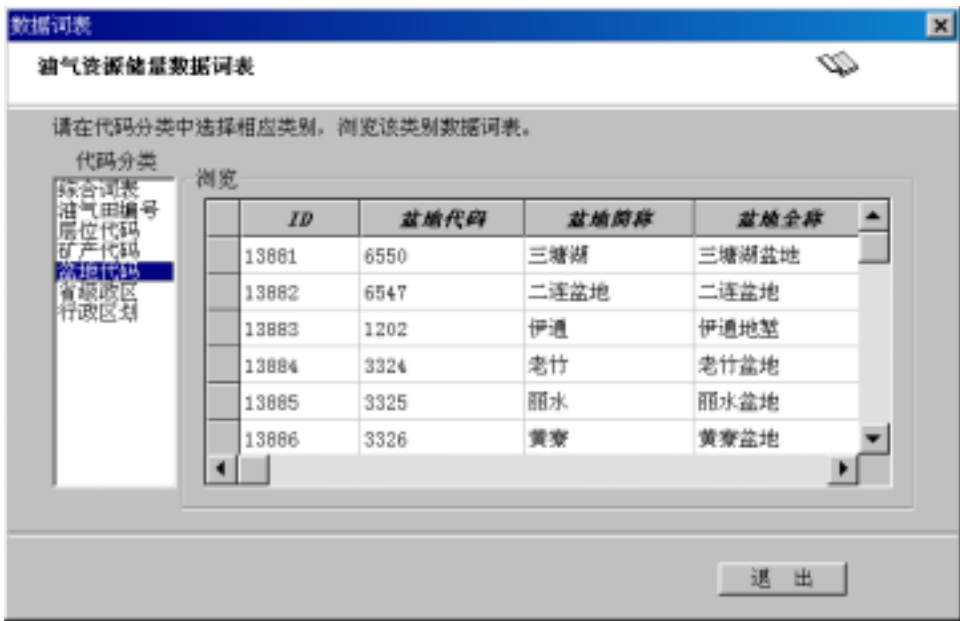 数据词表
油气资源储量数据词表
请在代码分类中选择相应类别，浏览该类别数据词表。
代码分类
综合词表
油气田编号
层位代码
矿产代码
盆地代码
省级政区
行政区划
浏览
ID 盆地代码 盆地简称 盆地全称
13881 6550 三塘湖 三塘湖盆地
13882 6547 二连盆地 二连盆地
13883 1202 伊通 伊通地堑
13884 3324 老竹 老竹盆地
13885 3325 丽水 丽水盆地
13886 3326 黄寮 黄寮盆地
退 出